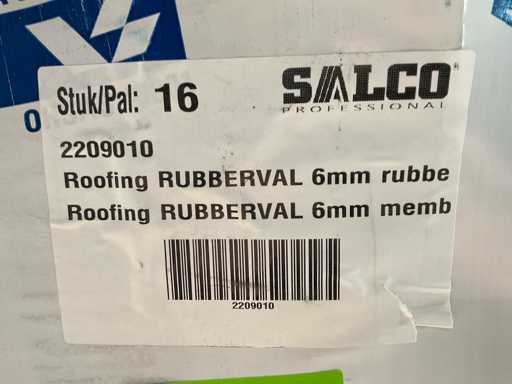 Stuk/Pal: 16
SALCO®
PROFESSIONAL
2209010
Roofing RUBBERVAL 6mm rubbe
Roofing RUBBERVAL 6mm memb
2209010